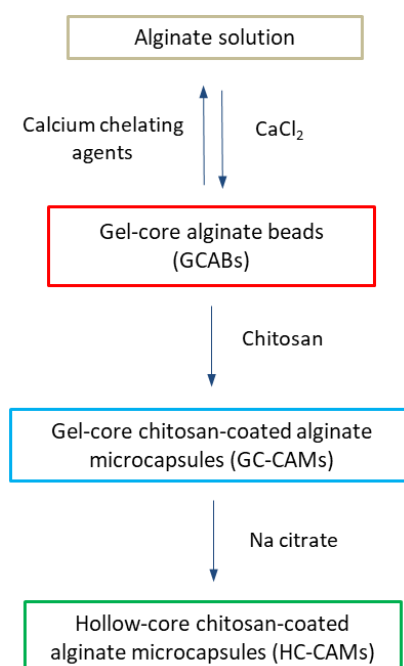 Alginate solution
Calcium chelating
agents
CaCl₂
Gel-core alginate beads
(GCABs)
Chitosan
Gel-core chitosan-coated alginate
microcapsules (GC-CAMs)
Na citrate
Hollow-core chitosan-coated
alginate microcapsules (HC-CAMs)